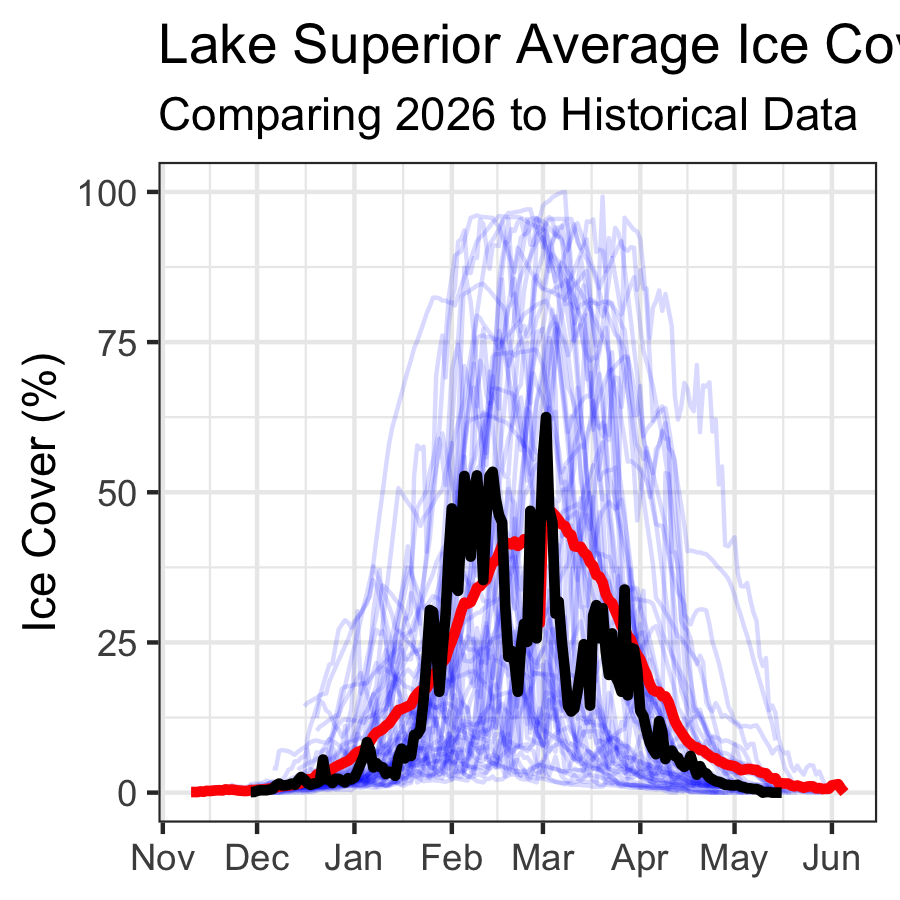 Lake Superior Average Ice Cov
Comparing 2026 to Historical Data
Ice Cover (%)
100
75
50
25
0
Nov Dec Jan Feb Mar Apr May Jun